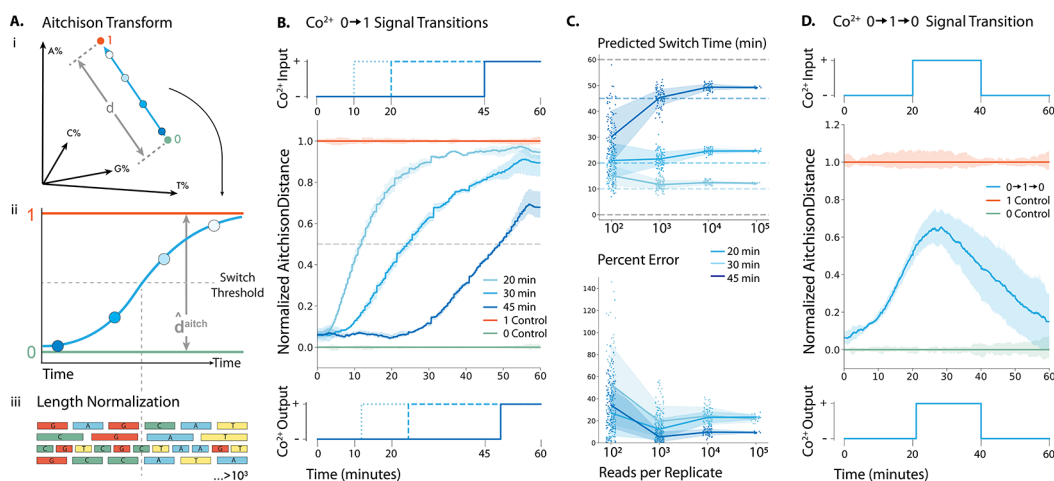 A. Aitchison Transform
i
A%
C%
G%
T%
1
0
d
ii
1
0
Switch
Threshold
d̂aitch
Time
Time
iii Length Normalization
G A G C A T
C G A T
C G T C G C T A A G T
G C C A T A
...>10³
B. Co²⁺ 0→1 Signal Transitions
Co²⁺ Input
+
-
0 10 20 45 60
Normalized AitchisonDistance
1.0
0.8
0.6
0.4
0.2
0.0
20 min
30 min
45 min
1 Control
0 Control
0 10 20 30 40 50 60
Co²⁺ Output
+
-
0 15 30 45 60
Time (minutes)
C.
Predicted Switch Time (min)
60
50
40
30
20
10
0
10² 10³ 10⁴ 10⁵
20 min
30 min
45 min
Percent Error
140
120
100
80
60
40
20
0
10² 10³ 10⁴ 10⁵
Reads per Replicate
D. Co²⁺ 0→1→0 Signal Transition
Co²⁺ Input
+
-
0 20 40 60
Normalized AitchisonDistance
1.2
1.0
0.8
0.6
0.4
0.2
0.0
0→1→0
1 Control
0 Control
0 10 20 30 40 50 60
Co²⁺ Output
+
-
0 20 40 60
Time (minutes)